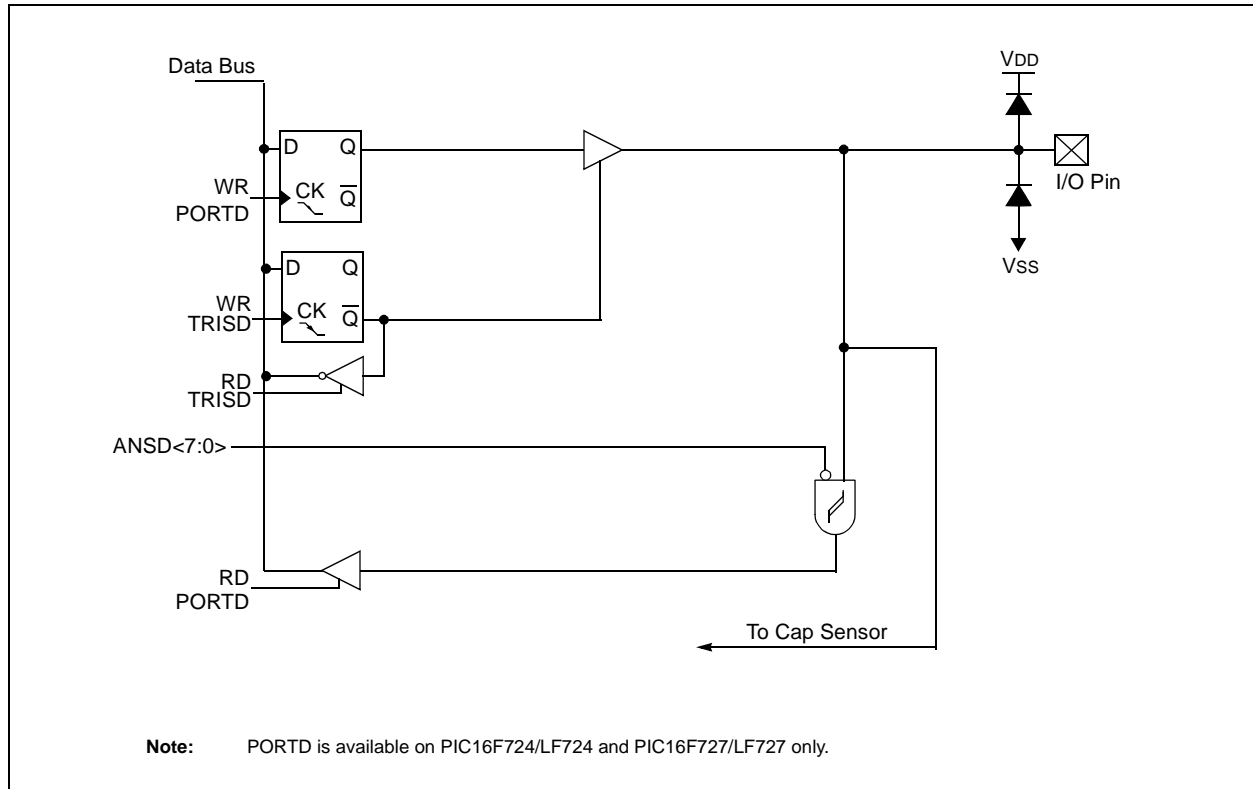 Data Bus
VDD
D Q
WR
PORTD
CK Q
I/O Pin
D Q
VSS
WR
TRISD
CK Q
RD
TRISD
ANSD<7:0>
RD
PORTD
To Cap Sensor
Note: PORTD is available on PIC16F724/LF724 and PIC16F727/LF727 only.